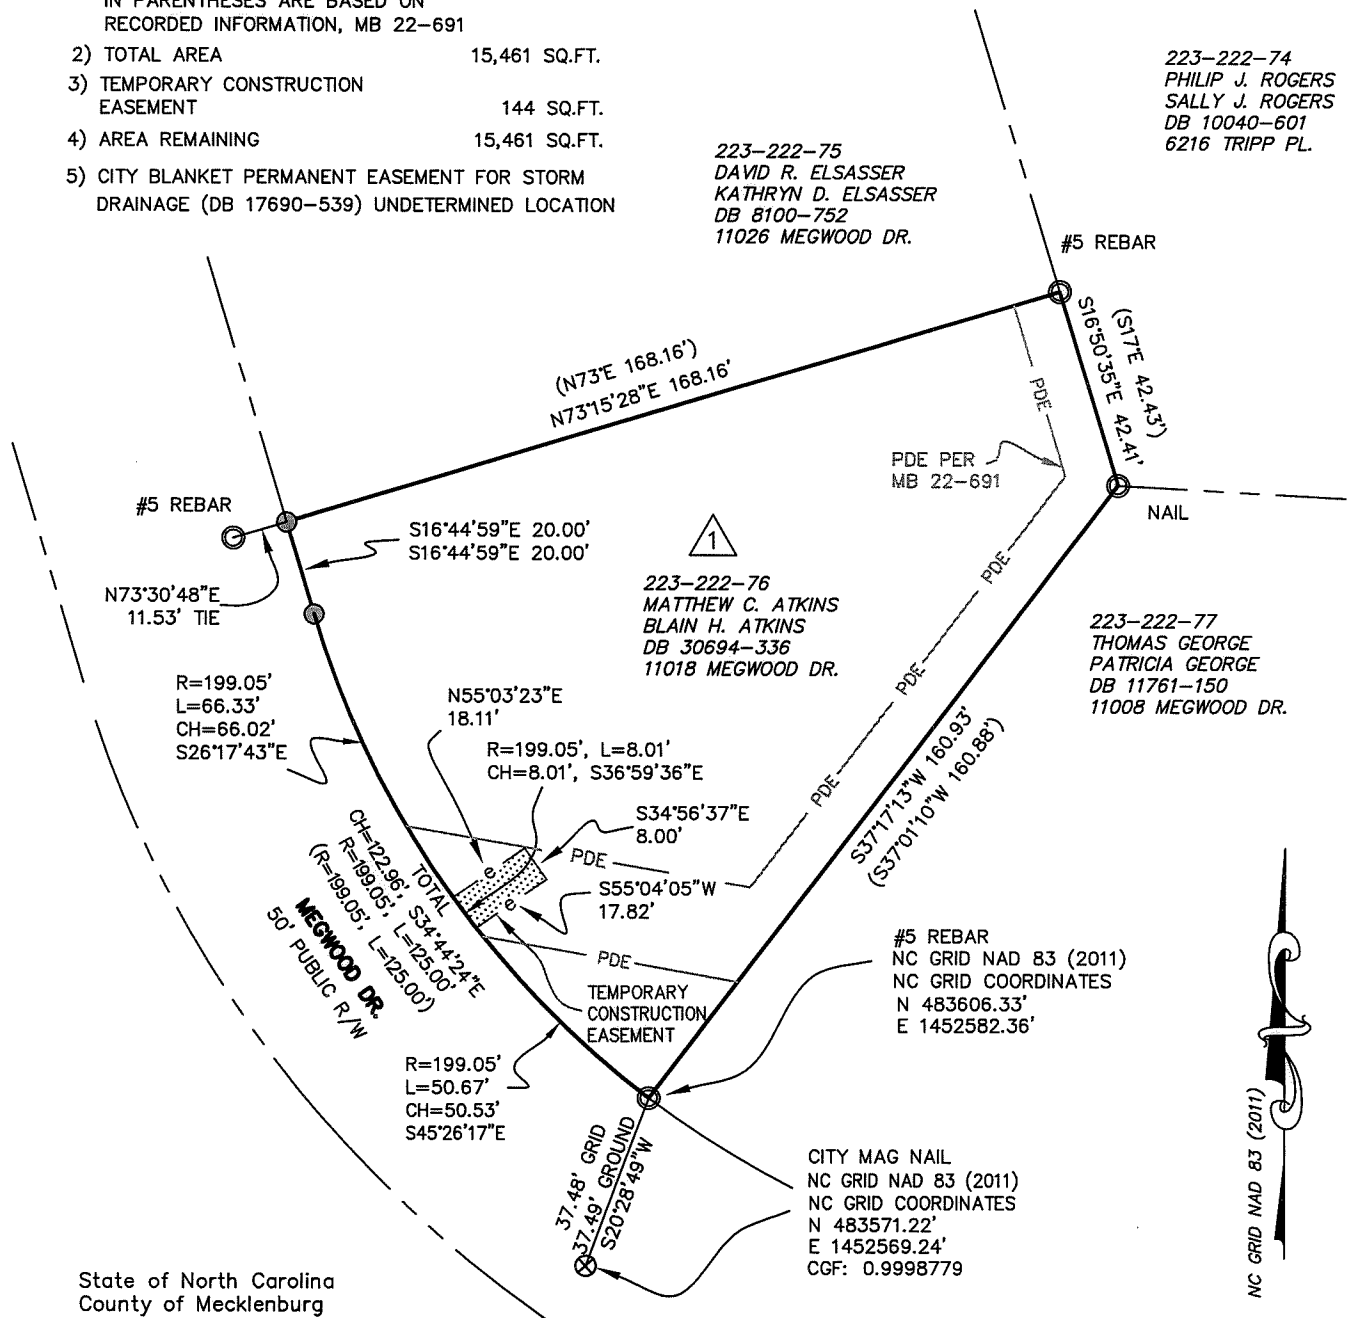 IN PARENTHESES ARE BASED ON
RECORDED INFORMATION, MB 22-691
2) TOTAL AREA 15,461 SQ.FT.
3) TEMPORARY CONSTRUCTION
EASEMENT 144 SQ.FT.
4) AREA REMAINING 15,461 SQ.FT.
5) CITY BLANKET PERMANENT EASEMENT FOR STORM
DRAINAGE (DB 17690-539) UNDETERMINED LOCATION
223-222-74
PHILIP J. ROGERS
SALLY J. ROGERS
DB 10040-601
6216 TRIPP PL.
223-222-75
DAVID R. ELSASSER
KATHRYN D. ELSASSER
DB 8100-752
11026 MEGWOOD DR.
#5 REBAR
(S17°E 42.43')
S16°50'35"E 42.41'
(N73°E 168.16')
N73°15'28"E 168.16'
PDE
PDE PER
MB 22-691
NAIL
#5 REBAR
S16°44'59"E 20.00'
S16°44'59"E 20.00'
N73°30'48"E
11.53' TIE
1
223-222-76
MATTHEW C. ATKINS
BLAIN H. ATKINS
DB 30694-336
11018 MEGWOOD DR.
PDE
PDE
PDE
223-222-77
THOMAS GEORGE
PATRICIA GEORGE
DB 11761-150
11008 MEGWOOD DR.
R=199.05'
L=66.33'
CH=66.02'
S26°17'43"E
N55°03'23"E
18.11'
R=199.05', L=8.01'
CH=8.01', S36°59'36"E
S34°56'37"E
8.00'
S37°17'13"W 160.93'
(S37°01'10"W 160.88')
PDE
e
e
S55°04'05"W
17.82'
TOTAL
CH=122.96', S34°44'24"E
R=199.05', L=125.00'
(R=199.05', L=125.00')
MEGWOOD DR.
50' PUBLIC R/W
PDE
TEMPORARY
CONSTRUCTION
EASEMENT
#5 REBAR
NC GRID NAD 83 (2011)
NC GRID COORDINATES
N 483606.33'
E 1452582.36'
R=199.05'
L=50.67'
CH=50.53'
S45°26'17"E
37.48' GRID
37.49' GROUND
S20°28'49"W
CITY MAG NAIL
NC GRID NAD 83 (2011)
NC GRID COORDINATES
N 483571.22'
E 1452569.24'
CGF: 0.9998779
NC GRID NAD 83 (2011)
State of North Carolina
County of Mecklenburg